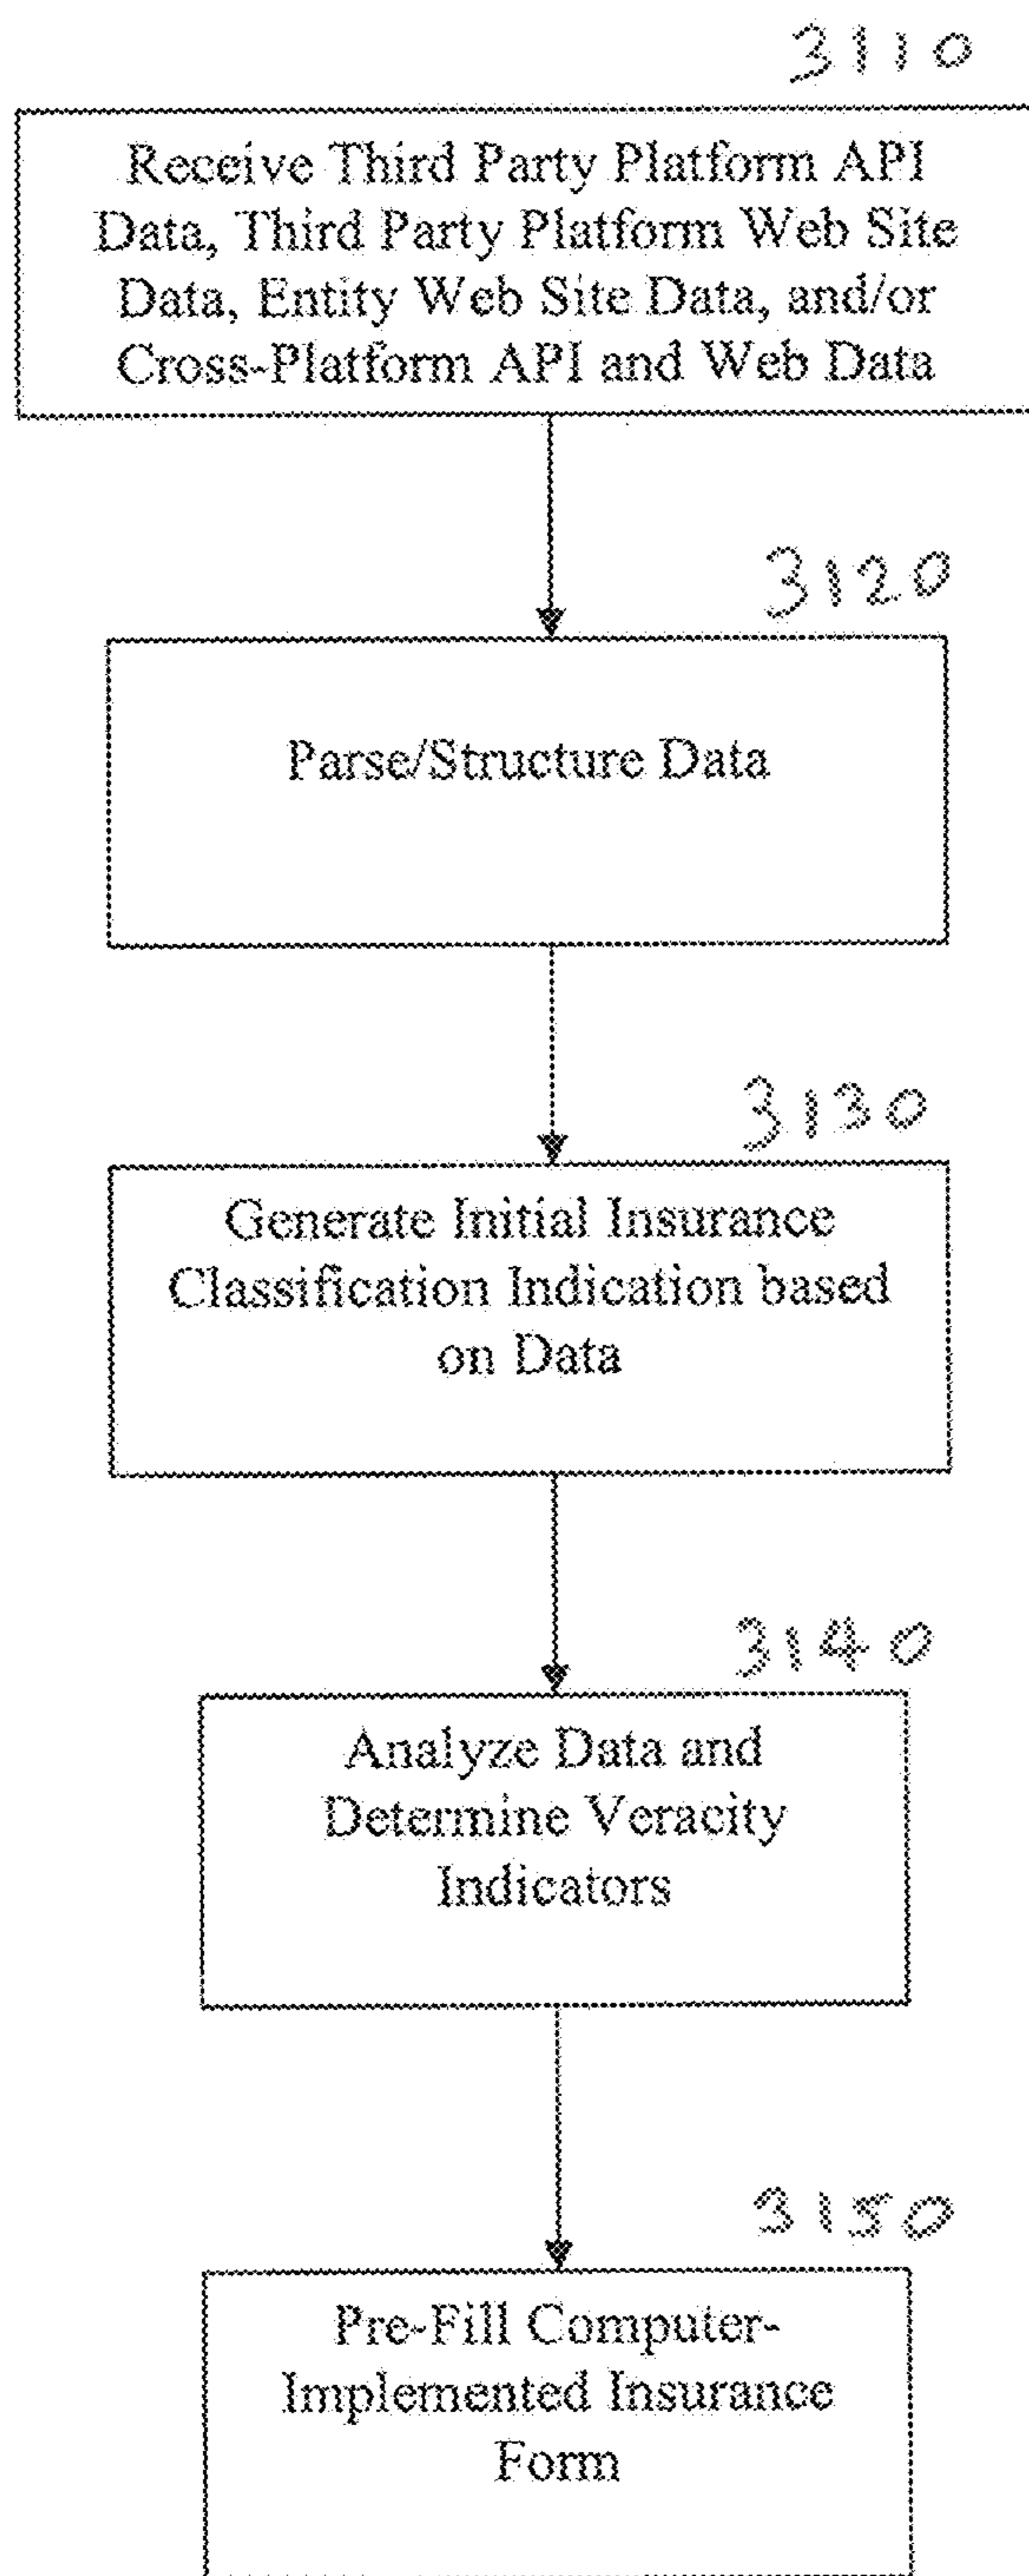 3110
Receive Third Party Platform API
Data, Third Party Platform Web Site
Data, Entity Web Site Data, and/or
Cross-Platform API and Web Data
3120
Parse/Structure Data
3130
Generate Initial Insurance
Classification Indication based
on Data
3140
Analyze Data and
Determine Veracity
Indicators
3150
Pre-Fill Computer-
Implemented Insurance
Form